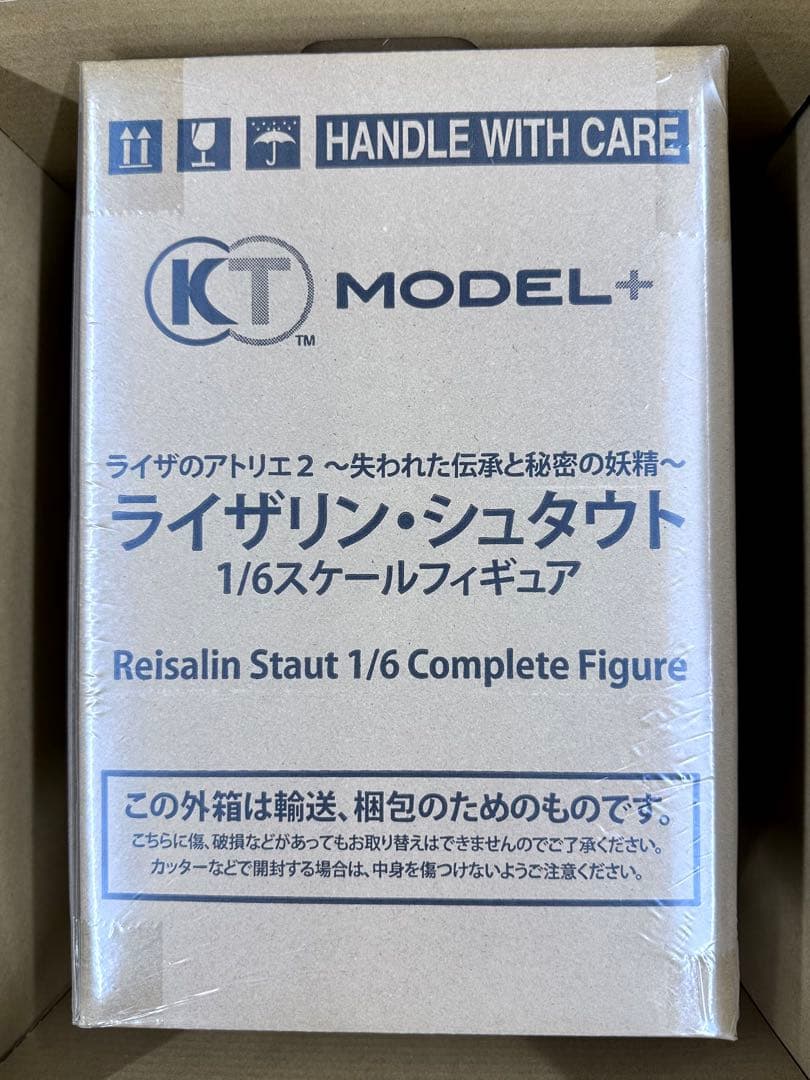 HANDLE WITH CARE
KT MODEL+
TM
ライザのアトリエ2 ～失われた伝承と秘密の妖精～
ライザリン・シュタウト
1/6スケールフィギュア
Reisalin Staut 1/6 Complete Figure
この外箱は輸送、梱包のためのものです。
こちらに傷、破損などがあってもお取り替えはできませんのでご了承ください。
カッターなどで開封する場合は、中身を傷つけないようご注意ください。